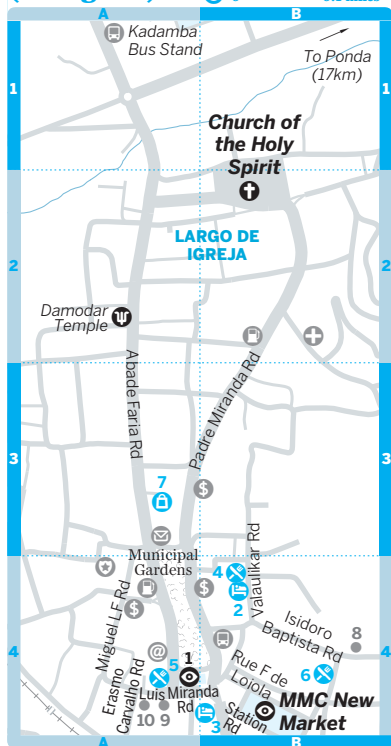 A
B
Kadamba
Bus Stand
To Ponda
(17km)
1
1
Church of
the Holy
Spirit
LARGO DE
IGREJA
2
2
Damodar
Temple
Abade Faria Rd
Padre Miranda Rd
3
3
7
$
Municipal
Gardens
4
$
2
Valaulikar Rd
Miguel LF Rd
$
Isidoro
Baptista Rd
8
4
4
@
5
1
Rue F de
Loiola
6
Erasmo
Carvalho Rd
Luis Miranda
Rd
10
9
3
Station
Rd
MMC New
Market
A
B